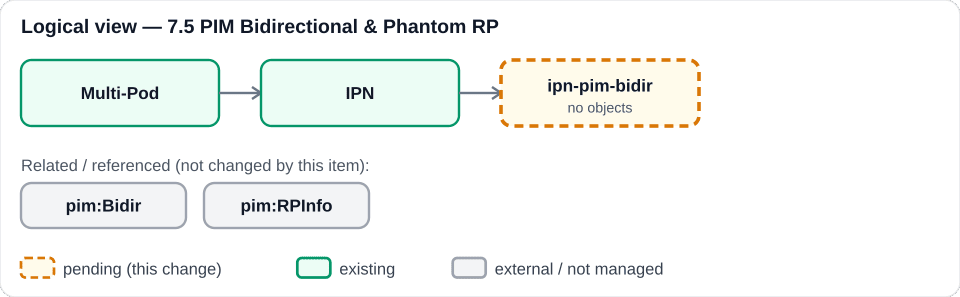 Logical view — 7.5 PIM Bidirectional & Phantom RP
Multi-Pod
IPN
ipn-pim-bidir
no objects
Related / referenced (not changed by this item):
pim:Bidir
pim:RPInfo
pending (this change)
existing
external / not managed